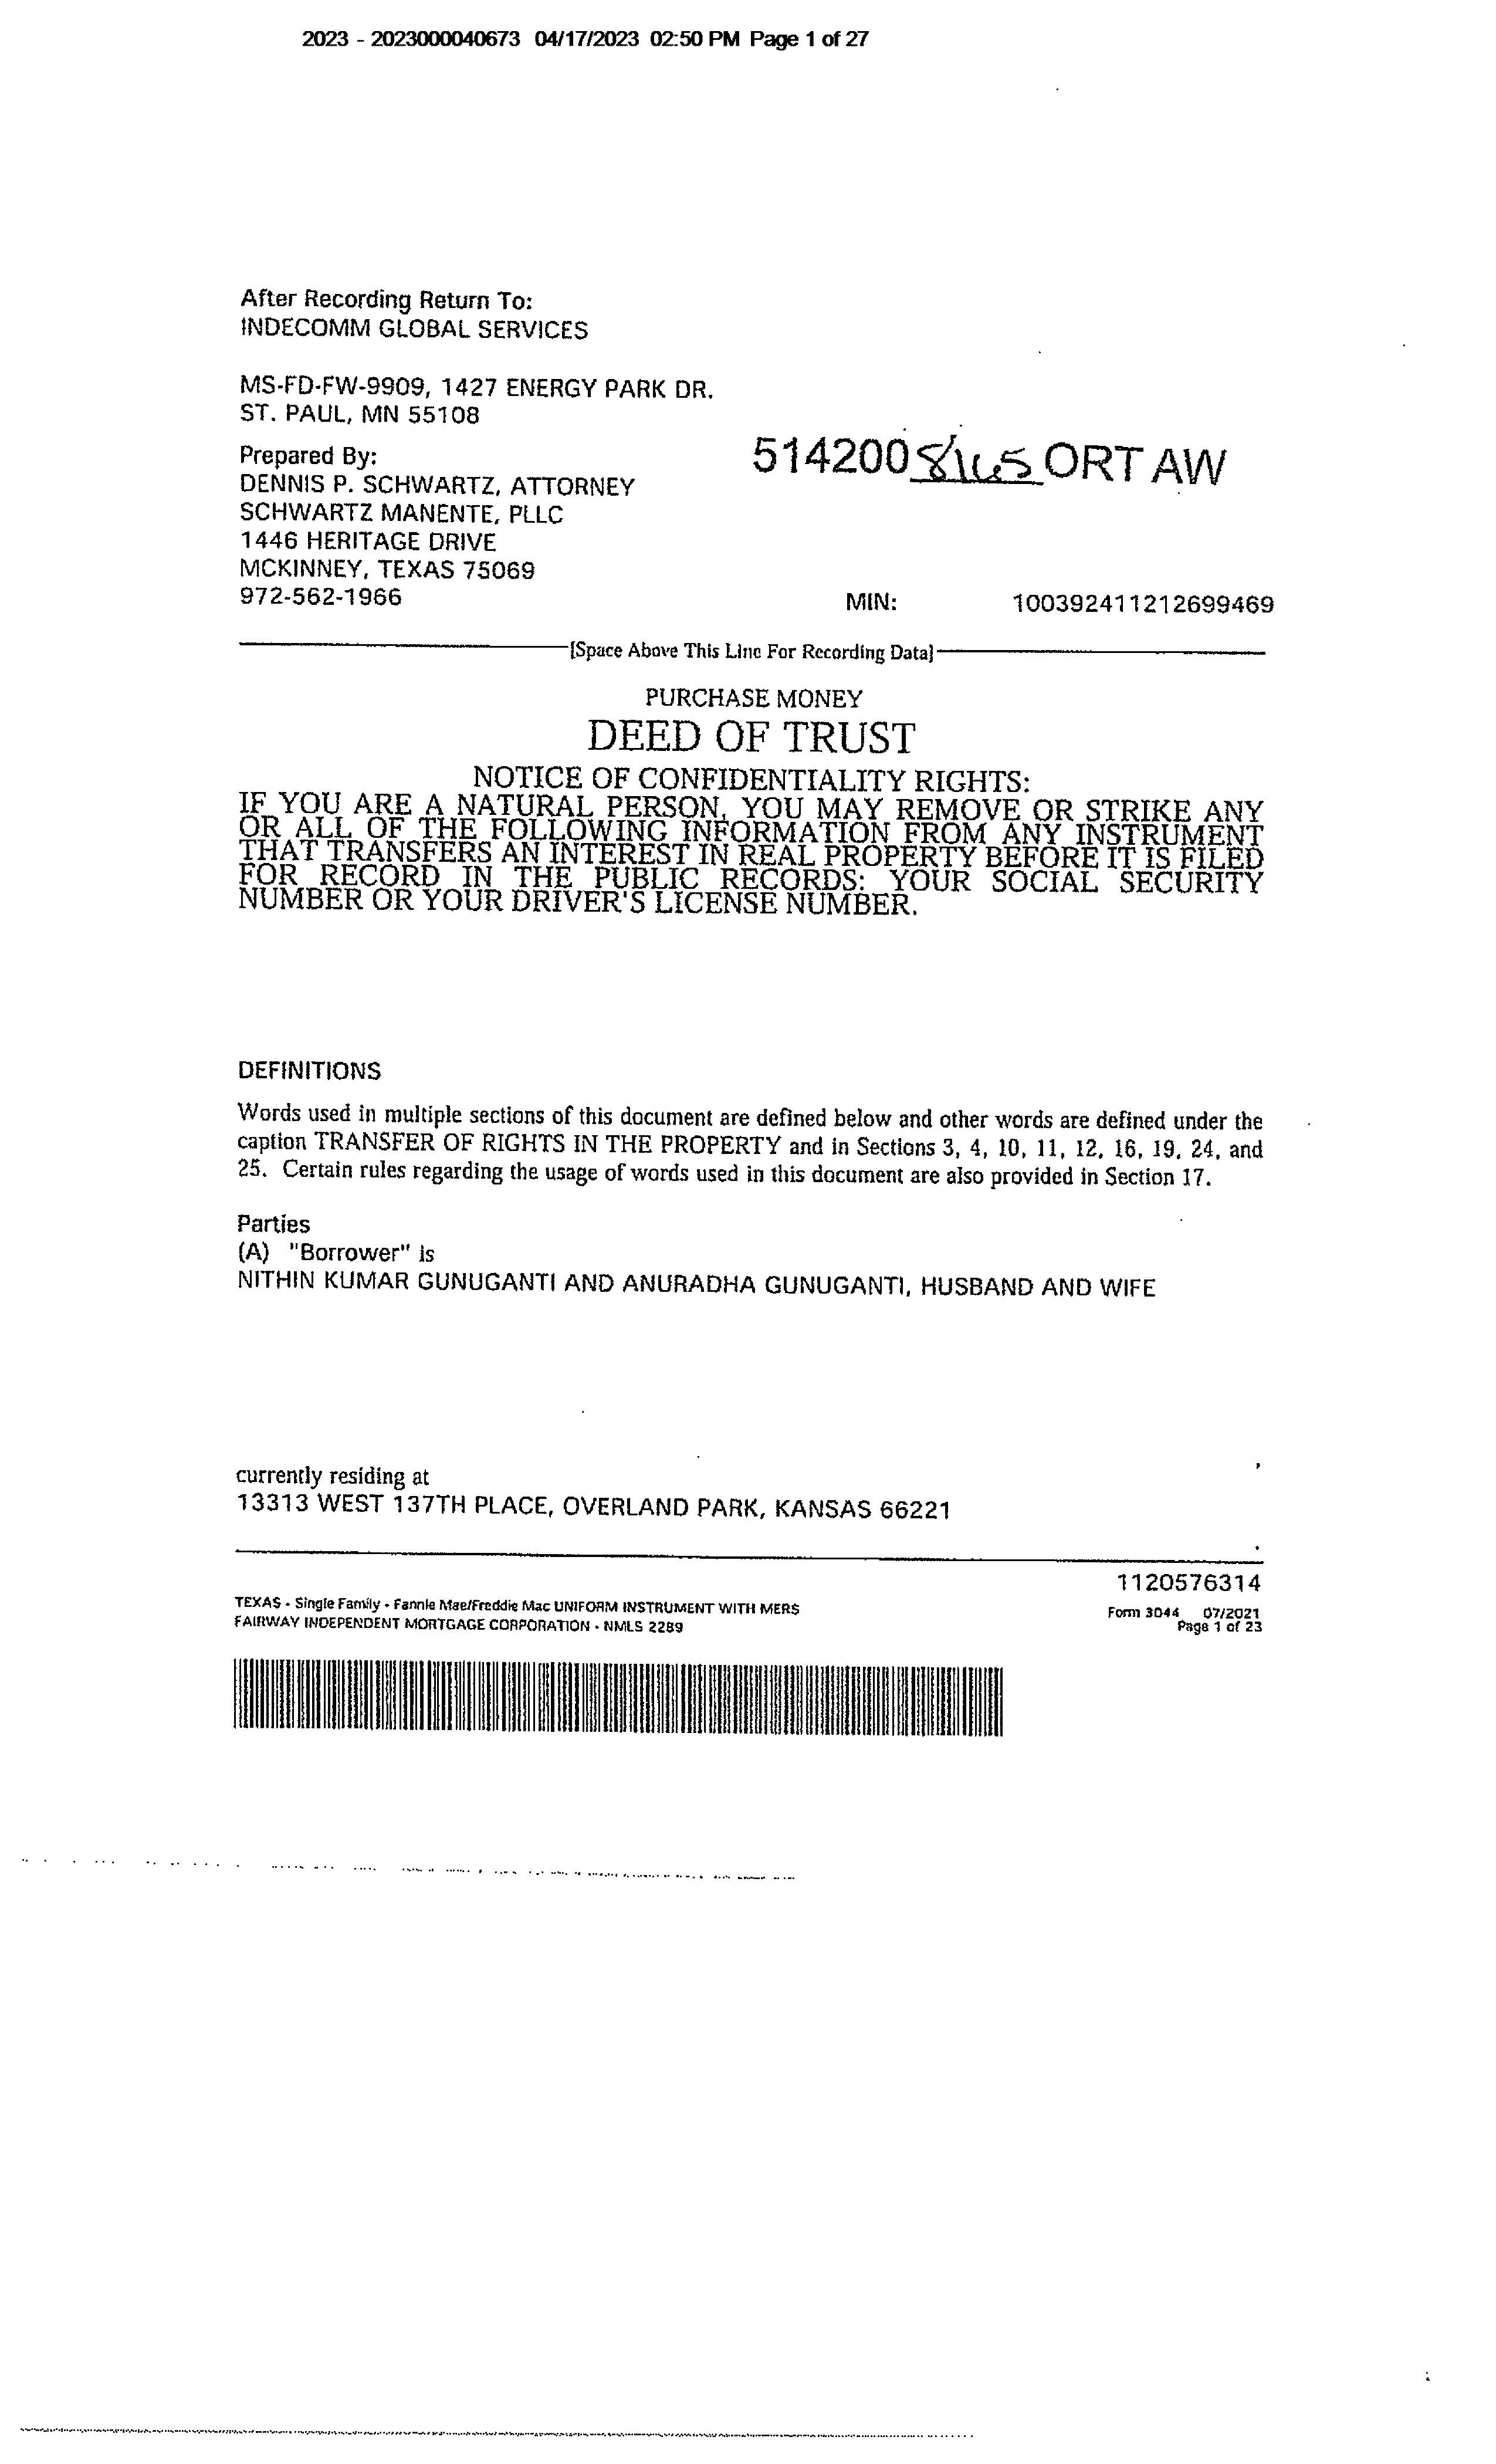 2023 - 2023000040673 04/17/2023 02:50 PM Page 1 of 27
After Recording Return To:
INDECOMM GLOBAL SERVICES
MS-FD-FW-9909, 1427 ENERGY PARK DR.
ST. PAUL, MN 55108
514200 8165 ORT AW
Prepared By:
DENNIS P. SCHWARTZ, ATTORNEY
SCHWARTZ MANENTE, PLLC
1446 HERITAGE DRIVE
MCKINNEY, TEXAS 75069
972-562-1966
MIN: 100392411212699469
[Space Above This Line For Recording Data]
PURCHASE MONEY
DEED OF TRUST
NOTICE OF CONFIDENTIALITY RIGHTS:
IF YOU ARE A NATURAL PERSON, YOU MAY REMOVE OR STRIKE ANY
OR ALL OF THE FOLLOWING INFORMATION FROM ANY INSTRUMENT
THAT TRANSFERS AN INTEREST IN REAL PROPERTY BEFORE IT IS FILED
FOR RECORD IN THE PUBLIC RECORDS: YOUR SOCIAL SECURITY
NUMBER OR YOUR DRIVER'S LICENSE NUMBER.
DEFINITIONS
Words used in multiple sections of this document are defined below and other words are defined under the
caption TRANSFER OF RIGHTS IN THE PROPERTY and in Sections 3, 4, 10, 11, 12, 16, 19, 24, and
25. Certain rules regarding the usage of words used in this document are also provided in Section 17.
Parties
(A) "Borrower" is
NITHIN KUMAR GUNUGANTI AND ANURADHA GUNUGANTI, HUSBAND AND WIFE
currently residing at
13313 WEST 137TH PLACE, OVERLAND PARK, KANSAS 66221
1120576314
TEXAS - Single Family - Fannie Mae/Freddie Mac UNIFORM INSTRUMENT WITH MERS
Form 3044 07/2021
FAIRWAY INDEPENDENT MORTGAGE CORPORATION - NMLS 2289
Page 1 of 23